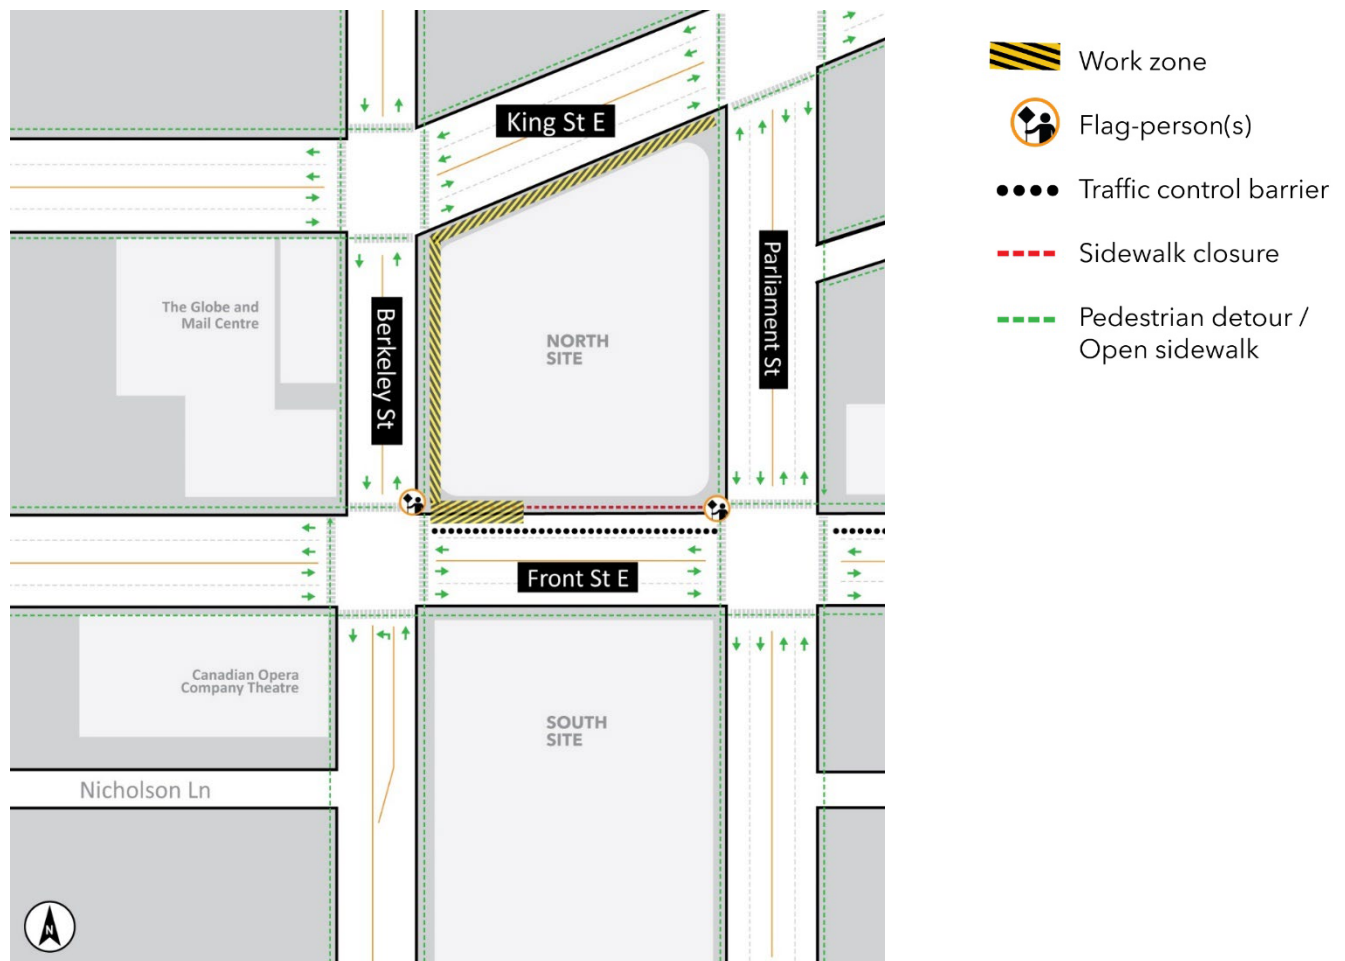 King St E
Work zone
Flag-person(s)
Traffic control barrier
Sidewalk closure
Pedestrian detour /
Open sidewalk
The Globe and
Mail Centre
Berkeley St
NORTH
SITE
Parliament St
Front St E
Canadian Opera
Company Theatre
SOUTH
SITE
Nicholson Ln
N